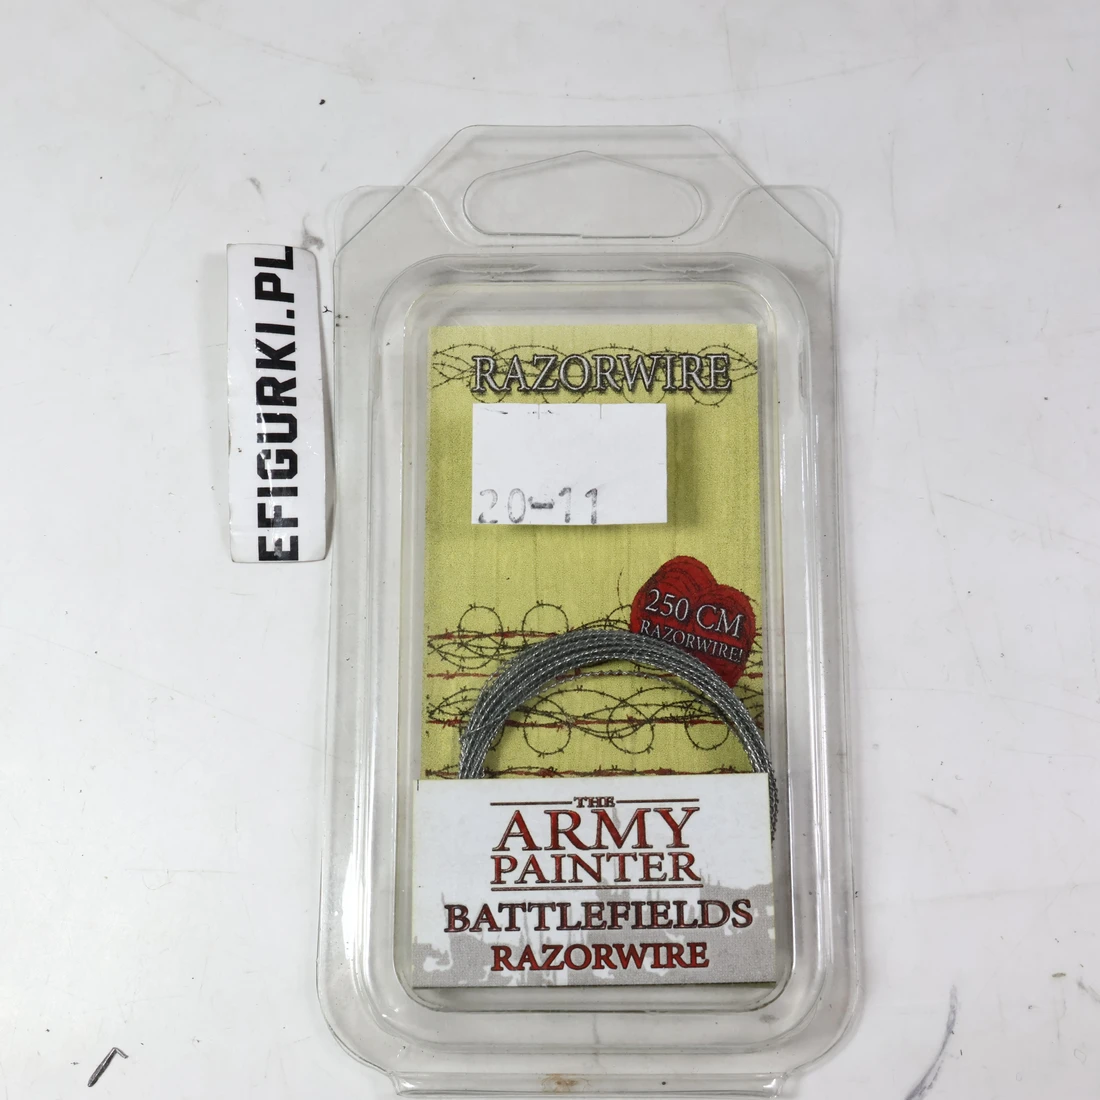 EFIGURKI.PL
RAZORWIRE
20-11
250 CM
RAZORWIRE!
THE
ARMY
PAINTER
BATTLEFIELDS
RAZORWIRE